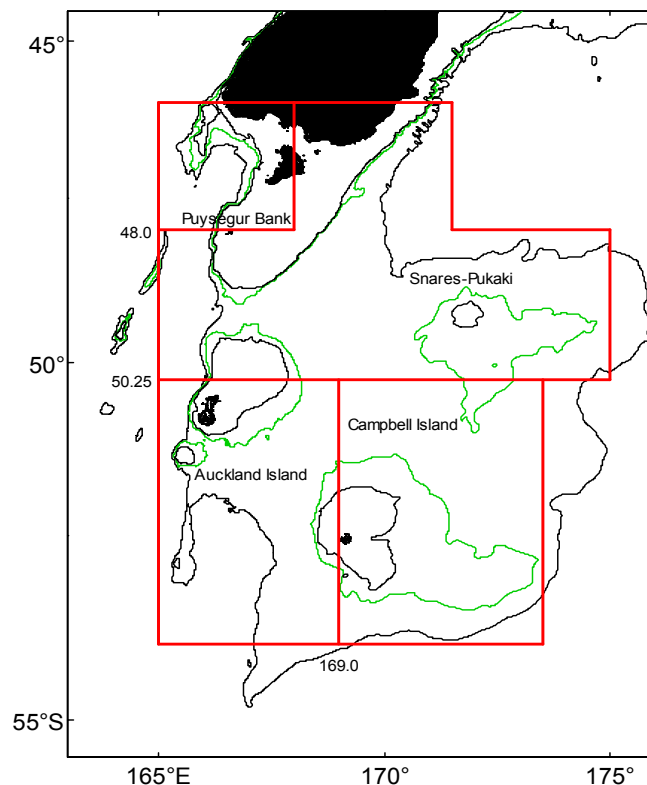 45°
Puysegur Bank
48.0
Snares-Pukaki
50°
50.25
Campbell Island
Auckland Island
169.0
55°S
165°E
170°
175°